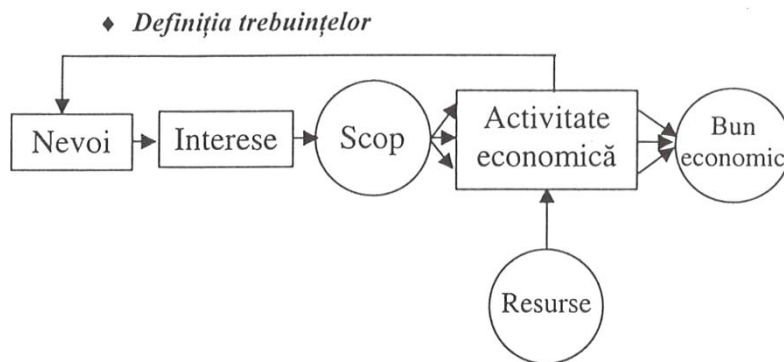 ♦ Definiția trebuințelor
Nevoi
Interese
Scop
Activitate
economică
Bun
economic
Resurse